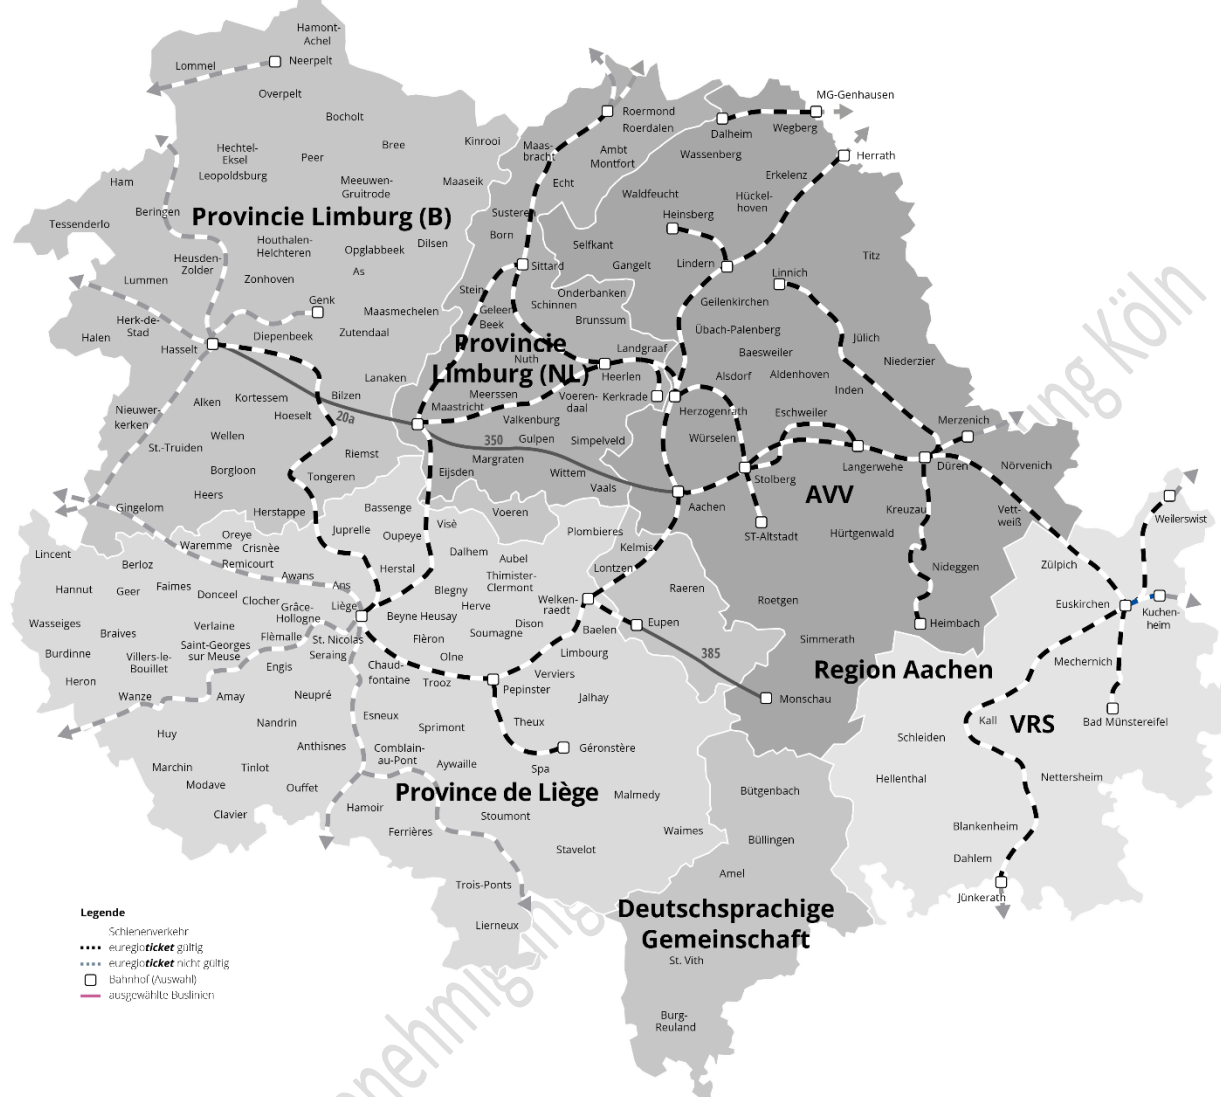 Hamont-
Achel
Lommel
Neerpelt
Overpelt
Bocholt
Hechtel-
Eksel
Peer
Bree
Kinrooi
Leopoldsburg
Ham
Meeuwen-
Gruitrode
Maaseik
Beringen
Tessenderlo
Provincie Limburg (B)
Houthalen-
Helchteren
Opglabbeek
Dilsen
Heusden-
Zolder
As
Lummen
Zonhoven
Genk
Maasmechelen
Herk-de-
Stad
Halen
Hasselt
Diepenbeek
Zutendaal
Lanaken
Bilzen
20a
Nieuwer-
kerken
Alken
Kortessem
Hoeselt
St.-Truiden
Wellen
Riemst
Borgloon
Tongeren
Heers
Gingelom
Herstappe
Roermond
Roerdalen
Maas-
bracht
Ambt
Montfort
Echt
Susteren
Born
Sittard
Stein
Geleen
Beek
Schinnen
Onderbanken
Brunssum
Provincie
Limburg (NL)
Nuth
Landgraaf
Heerlen
Meerssen
Maastricht
Voeren-
daal
Kerkrade
Valkenburg
350
Gulpen
Simpelveld
Margraten
Eijsden
Wittem
Vaals
MG-Genhausen
Dalheim
Wegberg
Wassenberg
Herrath
Erkelenz
Waldfeucht
Hückel-
hoven
Heinsberg
Selfkant
Gangelt
Lindern
Linnich
Titz
Geilenkirchen
Übach-Palenberg
Jülich
Baesweiler
Niederzier
Alsdorf
Aldenhoven
Inden
Herzogenrath
Eschweiler
Merzenich
Würselen
Langerwehe
Düren
Nörvenich
Stolberg
AVV
Aachen
Kreuzau
Vett-
weiß
ST-Altstadt
Hürtgenwald
Nideggen
Roetgen
Heimbach
Simmerath
Region Aachen
Monschau
385
Weilerswist
Zülpich
Euskirchen
Kuchen-
heim
Mechernich
Kall
VRS
Bad Münstereifel
Schleiden
Hellenthal
Nettersheim
Blankenheim
Dahlem
Jünkerath
Bassenge
Voeren
Visè
Plombieres
Juprelle
Oupeye
Kelmis
Oreye
Crisnèe
Waremme
Remicourt
Lincent
Berloz
Dalhem
Aubel
Lontzen
Herstal
Thimister-
Clermont
Raeren
Hannut
Geer
Faimes
Donceel
Awans
Ans
Blegny
Clocher
Liège
Herve
Welken-
raedt
Grâce-
Hollogne
Beyne Heusay
Dison
Eupen
Wasseiges
Braives
Verlaine
Flèmalle
St. Nicolas
Flèron
Soumagne
Baelen
Saint-Georges
sur Meuse
Seraing
Olne
Limbourg
Burdinne
Villers-le-
Bouillet
Engis
Chaud-
fontaine
Trooz
Verviers
Pepinster
Heron
Wanze
Amay
Neupré
Jalhay
Esneux
Theux
Nandrin
Sprimont
Huy
Anthisnes
Comblain-
au-Pont
Géronstère
Marchin
Tinlot
Aywaille
Spa
Modave
Ouffet
Province de Liège
Malmedy
Clavier
Hamoir
Stoumont
Ferrières
Waimes
Stavelot
Trois-Ponts
Lierneux
Bütgenbach
Büllingen
Amel
Deutschsprachige
Gemeinschaft
St. Vith
Burg-
Reuland
Legende
Schienenverkehr
euregioticket gültig
euregioticket nicht gültig
Bahnhof (Auswahl)
ausgewählte Buslinien
Köln